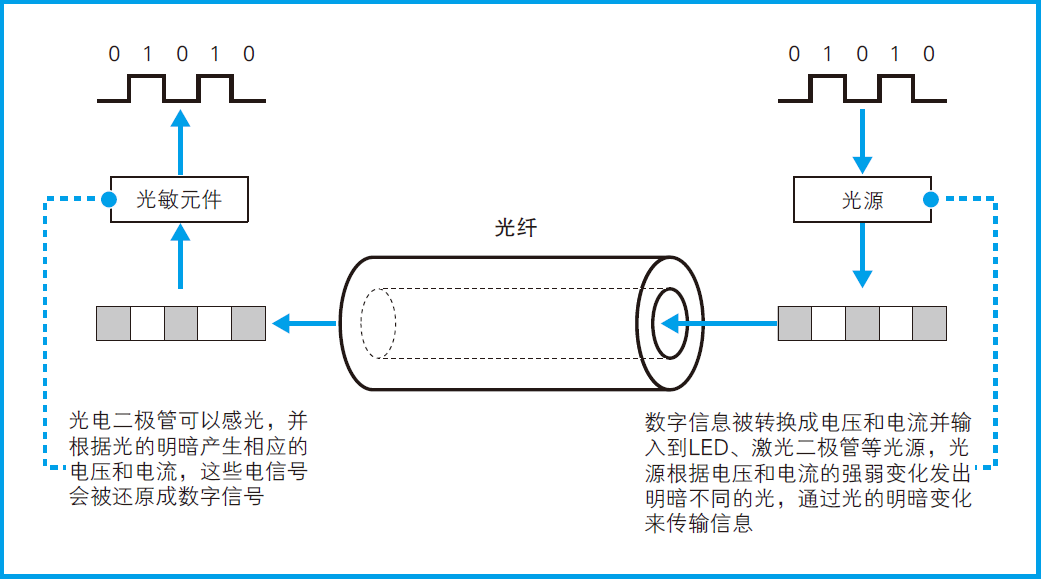 0 1 0 1 0
0 1 0 1 0
光敏元件
光源
光纤
光电二极管可以感光，并
根据光的明暗产生相应的
电压和电流，这些电信号
会被还原成数字信号
数字信息被转换成电压和电流并输
入到LED、激光二极管等光源，光
源根据电压和电流的强弱变化发出
明暗不同的光，通过光的明暗变化
来传输信息